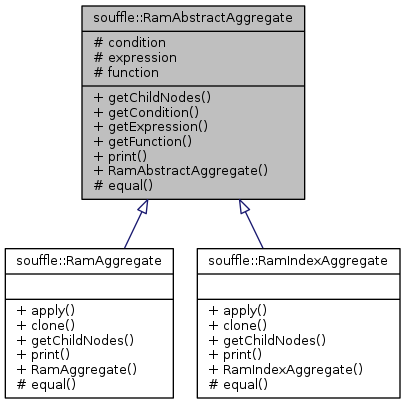 souffle::RamAbstractAggregate
# condition
# expression
# function
+ getChildNodes()
+ getCondition()
+ getExpression()
+ getFunction()
+ print()
+ RamAbstractAggregate()
# equal()
souffle::RamAggregate
+ apply()
+ clone()
+ getChildNodes()
+ print()
+ RamAggregate()
# equal()
souffle::RamIndexAggregate
+ apply()
+ clone()
+ getChildNodes()
+ print()
+ RamIndexAggregate()
# equal()